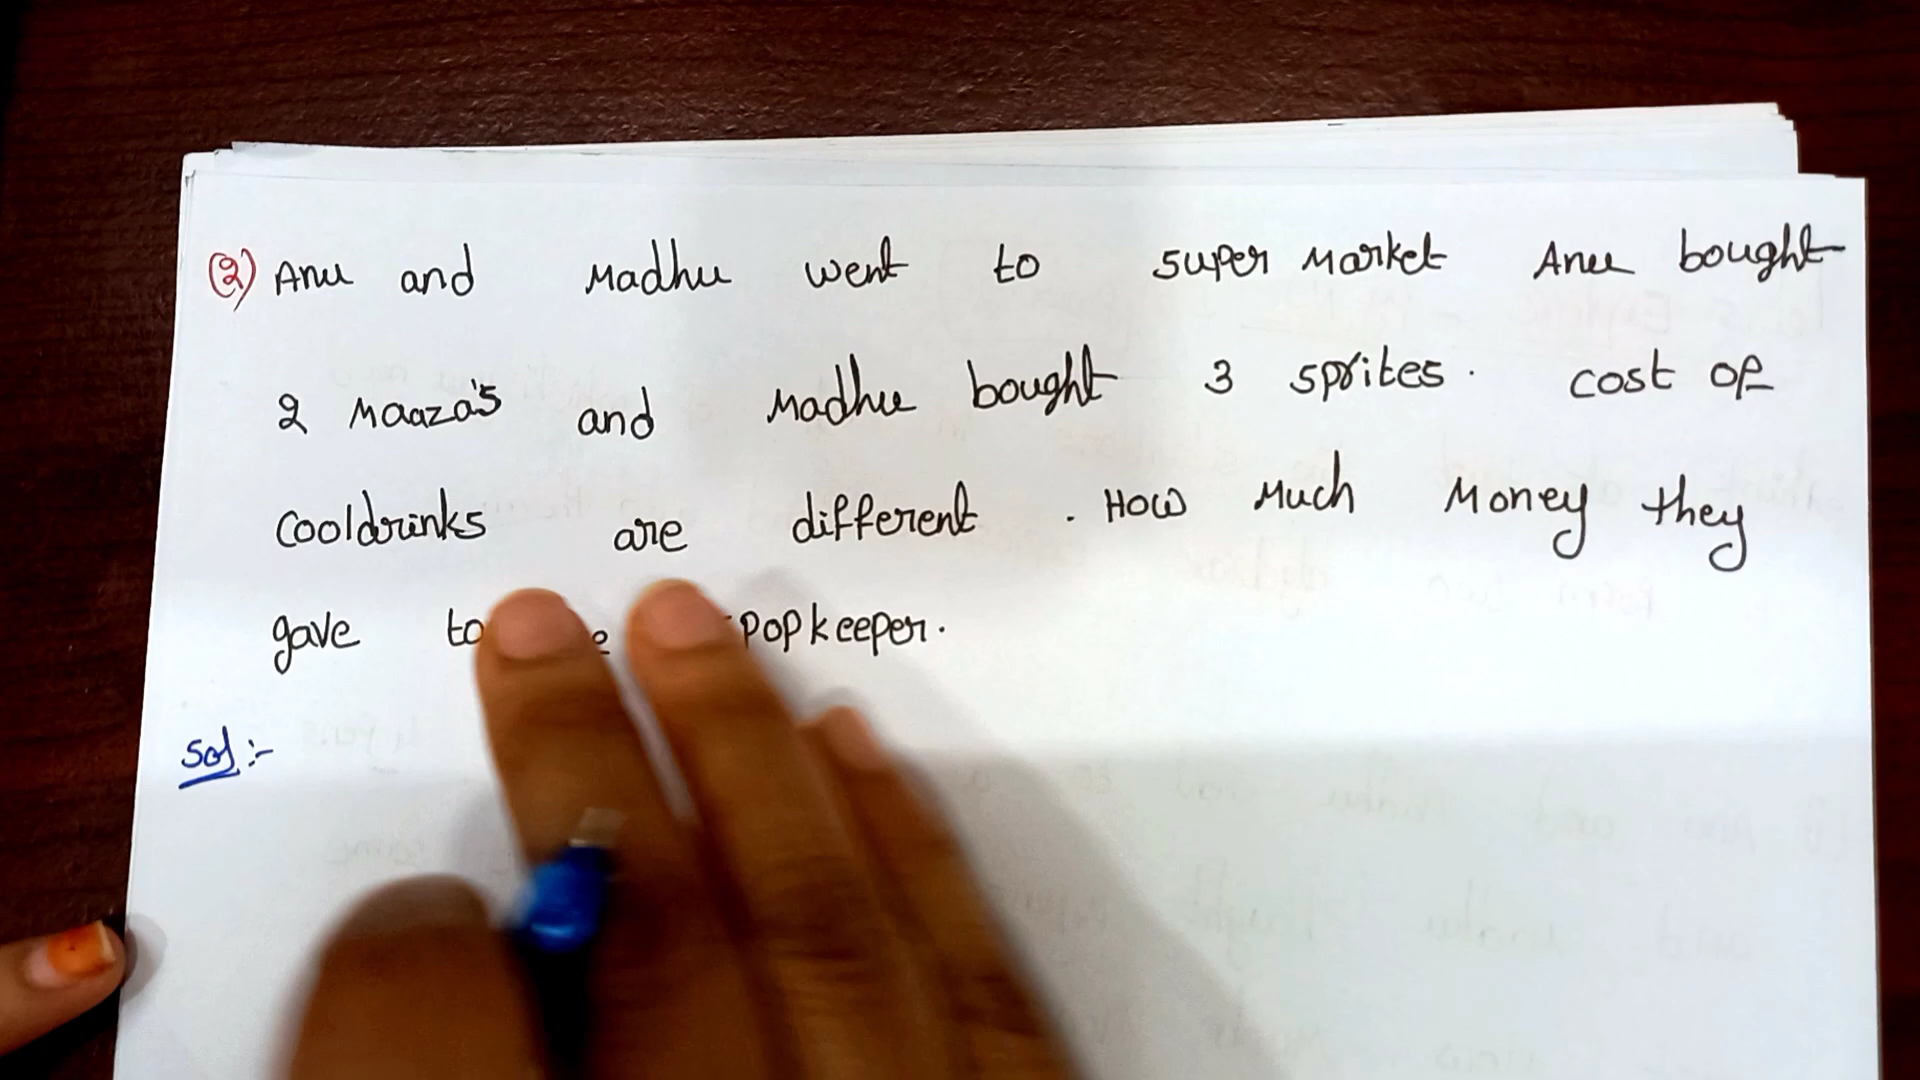 (2) Anu and Madhu went to super market Anu bought
2 Maaza's and Madhu bought 3 sprites. cost of
cooldrinks are different. How Much Money they
gave to popkeeper.
Sol:-